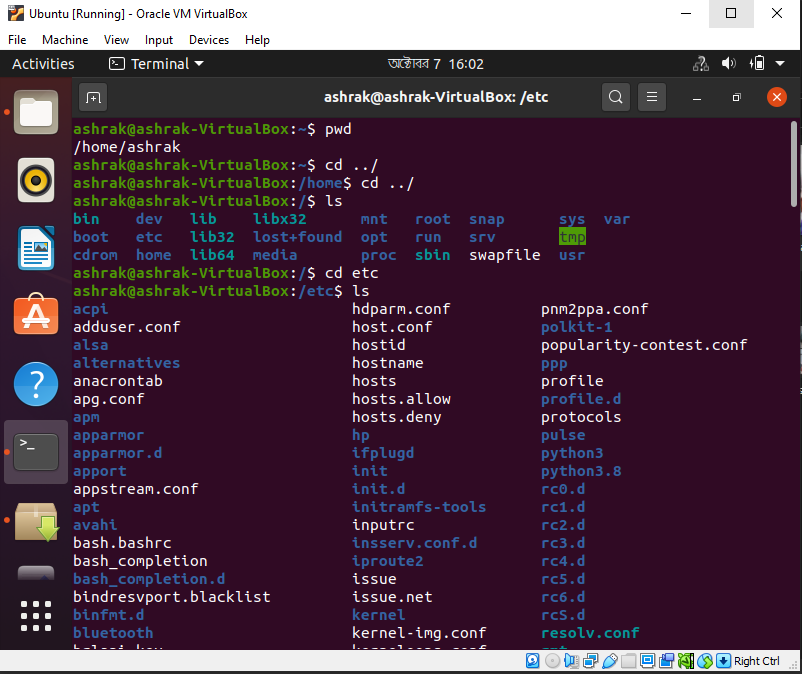 Ubuntu [Running] - Oracle VM VirtualBox
File Machine View Input Devices Help
Activities Terminal অক্টোবর 7 16:02
ashrak@ashrak-VirtualBox: /etc
ashrak@ashrak-VirtualBox:~$ pwd
/home/ashrak
ashrak@ashrak-VirtualBox:~$ cd ../
ashrak@ashrak-VirtualBox:/home$ cd ../
ashrak@ashrak-VirtualBox:/$ ls
bin dev lib libx32 mnt root snap sys var
boot etc lib32 lost+found opt run srv tmp
cdrom home lib64 media proc sbin swapfile usr
ashrak@ashrak-VirtualBox:/$ cd etc
ashrak@ashrak-VirtualBox:/etc$ ls
acpi hdparm.conf pnm2ppa.conf
adduser.conf host.conf polkit-1
alsa hostid popularity-contest.conf
alternatives hostname ppp
anacrontab hosts profile
apg.conf hosts.allow profile.d
apm hosts.deny protocols
apparmor hp pulse
apparmor.d ifplugd python3
apport init python3.8
appstream.conf init.d rc0.d
apt initramfs-tools rc1.d
avahi inputrc rc2.d
bash.bashrc insserv.conf.d rc3.d
bash_completion iproute2 rc4.d
bash_completion.d issue rc5.d
bindresvport.blacklist issue.net rc6.d
binfmt.d kernel rcS.d
bluetooth kernel-img.conf resolv.conf
Right Ctrl